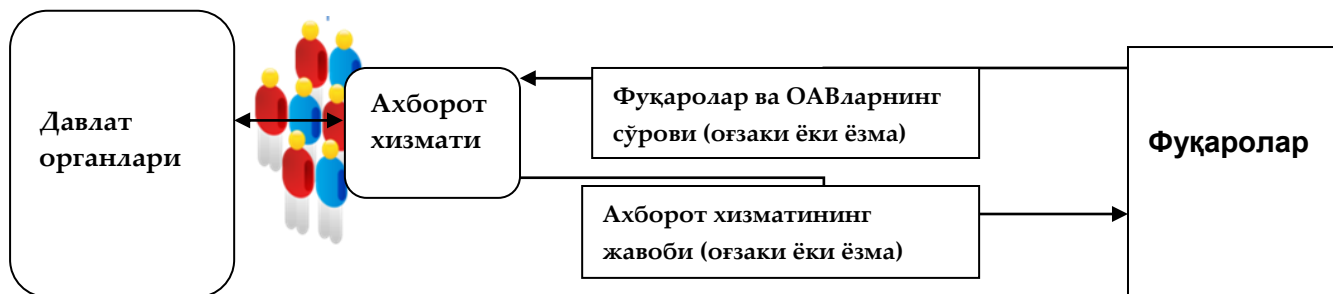 Давлат
органлари
Ахборот
хизмати
Фуқаролар ва ОАВларнинг
сўрови (оғзаки ёки ёзма)
Ахборот хизматининг
жавоби (оғзаки ёки ёзма)
Фуқаролар